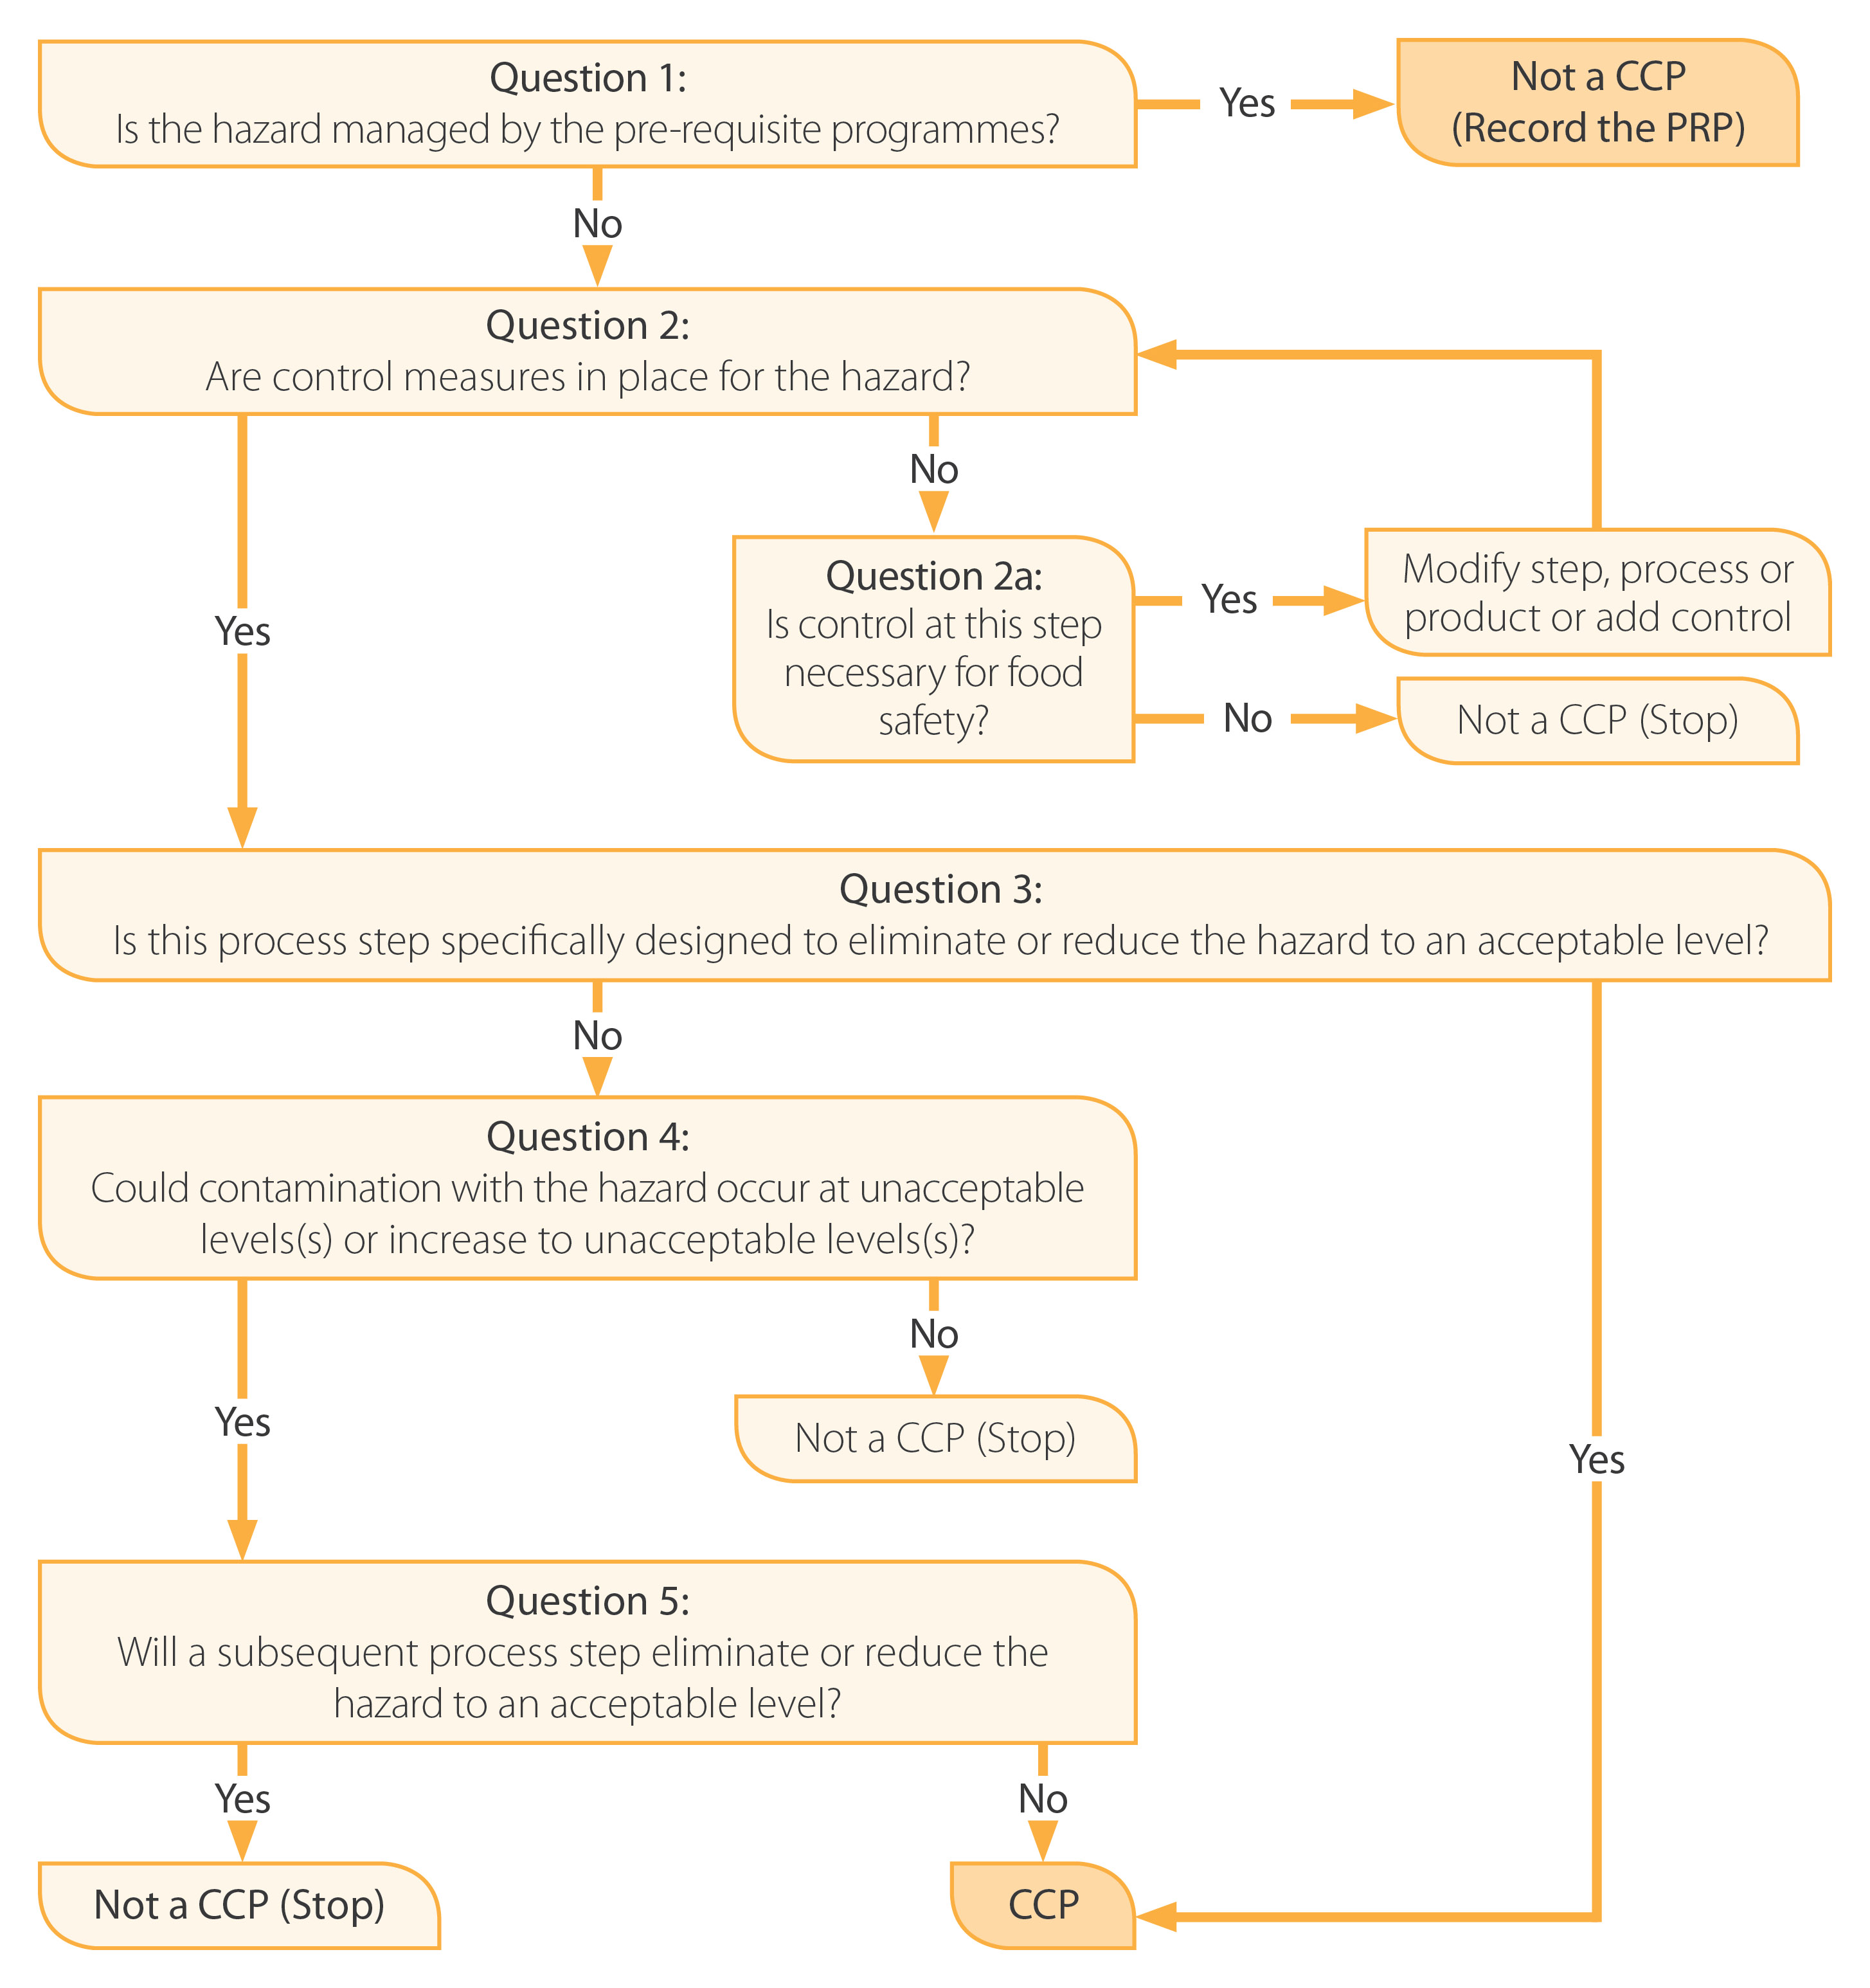 Question 1:
Is the hazard managed by the pre-requisite programmes?
Yes
Not a CCP
(Record the PRP)
No
Question 2:
Are control measures in place for the hazard?
No
Yes
Question 2a:
Is control at this step
necessary for food
safety?
Yes
Modify step, process or
product or add control
No
Not a CCP (Stop)
Question 3:
Is this process step specifically designed to eliminate or reduce the hazard to an acceptable level?
No
Question 4:
Could contamination with the hazard occur at unacceptable
levels(s) or increase to unacceptable levels(s)?
No
Yes
Not a CCP (Stop)
Yes
Question 5:
Will a subsequent process step eliminate or reduce the
hazard to an acceptable level?
Yes
No
Not a CCP (Stop)
CCP